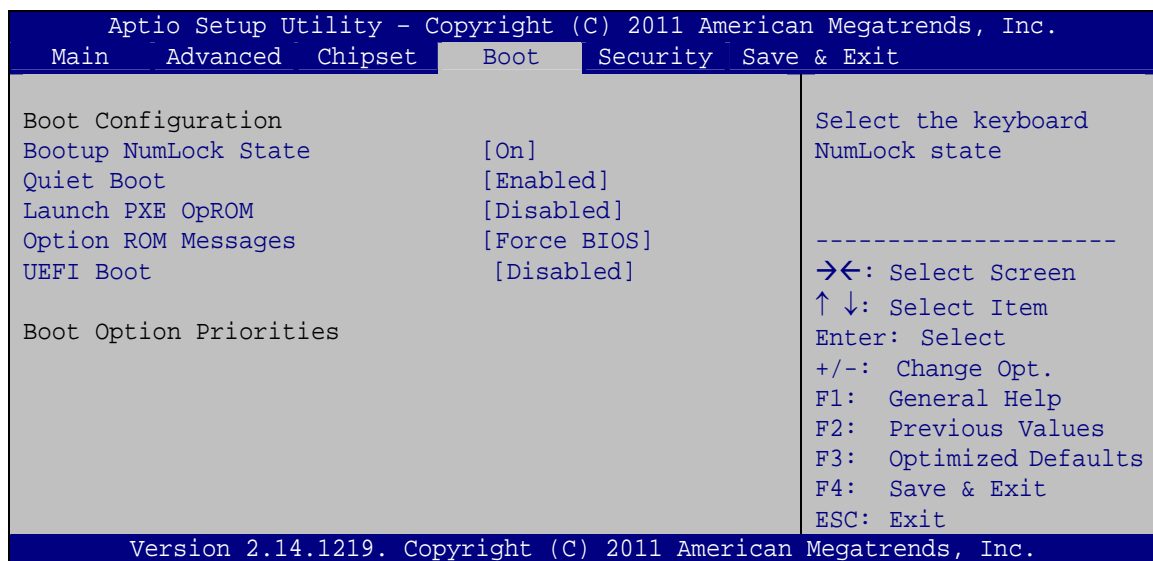 Aptio Setup Utility – Copyright (C) 2011 American Megatrends, Inc.
Main Advanced Chipset Boot Security Save & Exit
Boot Configuration
Bootup NumLock State [On]
Quiet Boot [Enabled]
Launch PXE OpROM [Disabled]
Option ROM Messages [Force BIOS]
UEFI Boot [Disabled]
Boot Option Priorities
Select the keyboard
NumLock state
---------------------
→←: Select Screen
↑ ↓: Select Item
Enter: Select
+/-: Change Opt.
F1: General Help
F2: Previous Values
F3: Optimized Defaults
F4: Save & Exit
ESC: Exit
Version 2.14.1219. Copyright (C) 2011 American Megatrends, Inc.